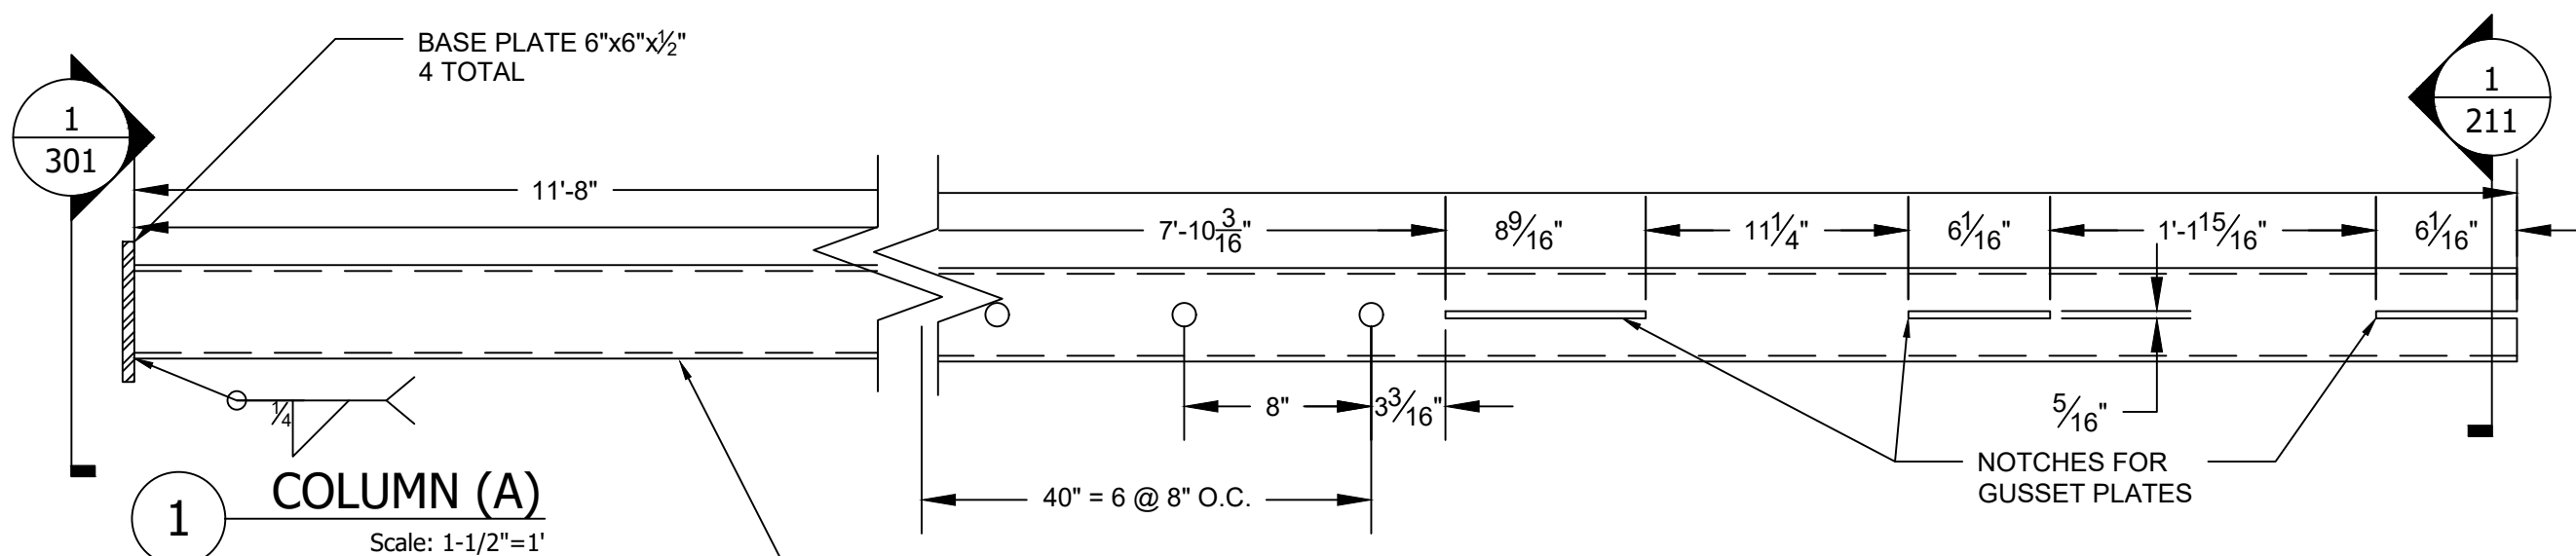 BASE PLATE 6"x6"x½"
4 TOTAL
1
301
1
211
11'-8"
7'-10 3/16"
8 9/16"
11 1/4"
6 1/16"
1'-1 15/16"
6 1/16"
8"
3 3/16"
5/16"
1/4
40" = 6 @ 8" O.C.
NOTCHES FOR
GUSSET PLATES
1
COLUMN (A)
Scale: 1-1/2"=1'